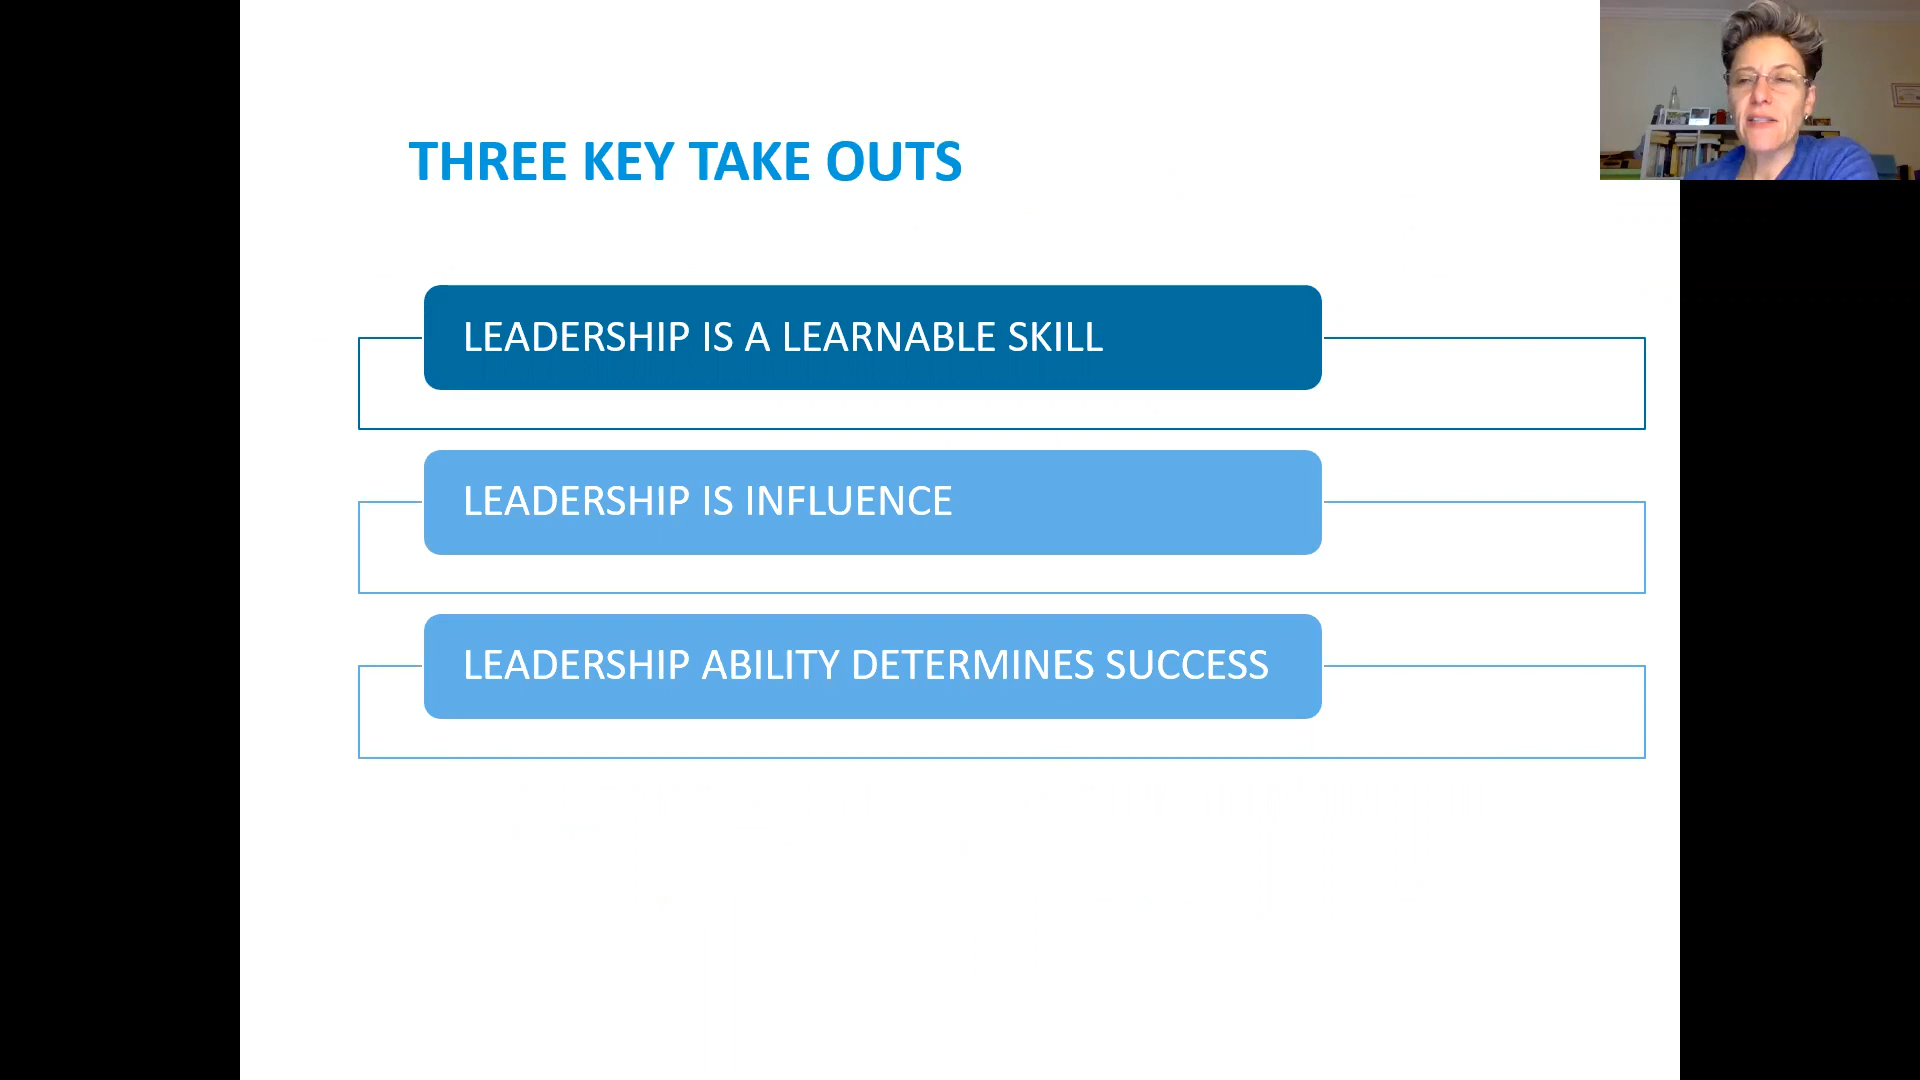 THREE KEY TAKE OUTS
LEADERSHIP IS A LEARNABLE SKILL
LEADERSHIP IS INFLUENCE
LEADERSHIP ABILITY DETERMINES SUCCESS